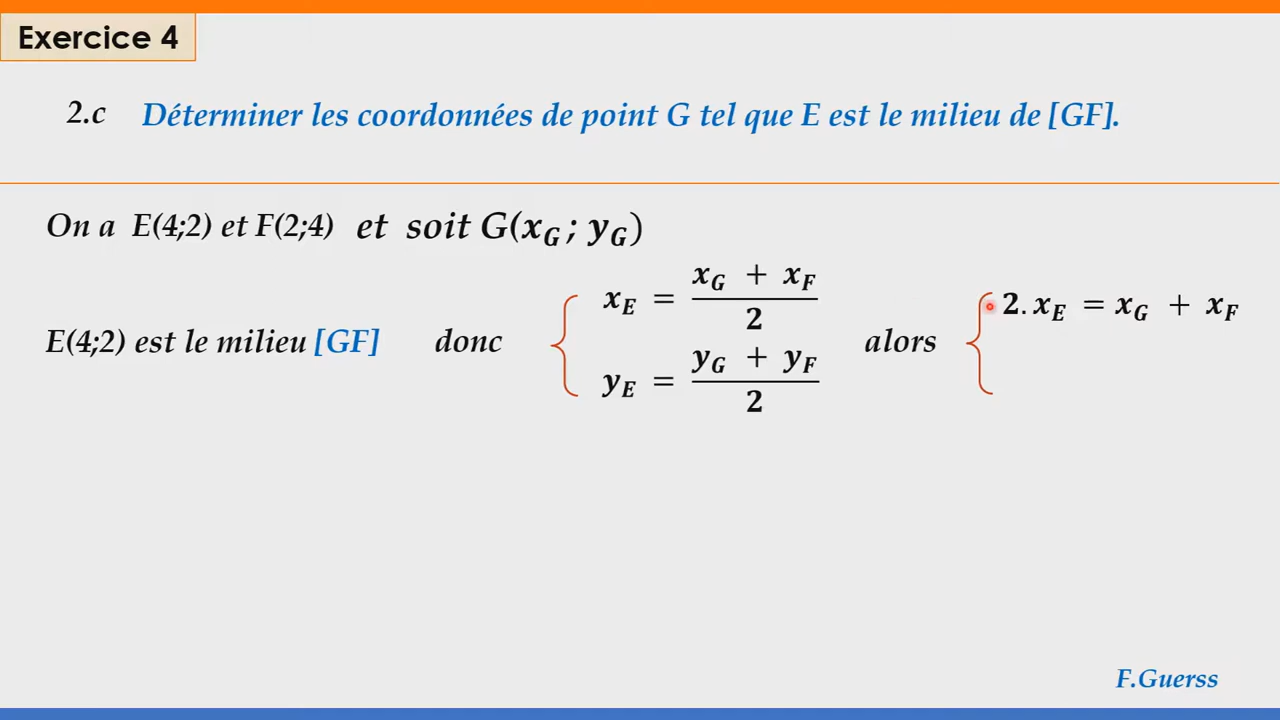 Exercice 4
2.c Déterminer les coordonnées de point G tel que E est le milieu de [GF].
On a E(4;2) et F(2;4) et soit G(x_G ; y_G)
E(4;2) est le milieu [GF] donc { x_E = (x_G + x_F)/2 alors { 2. x_E = x_G + x_F
y_E = (y_G + y_F)/2
F.Guerss